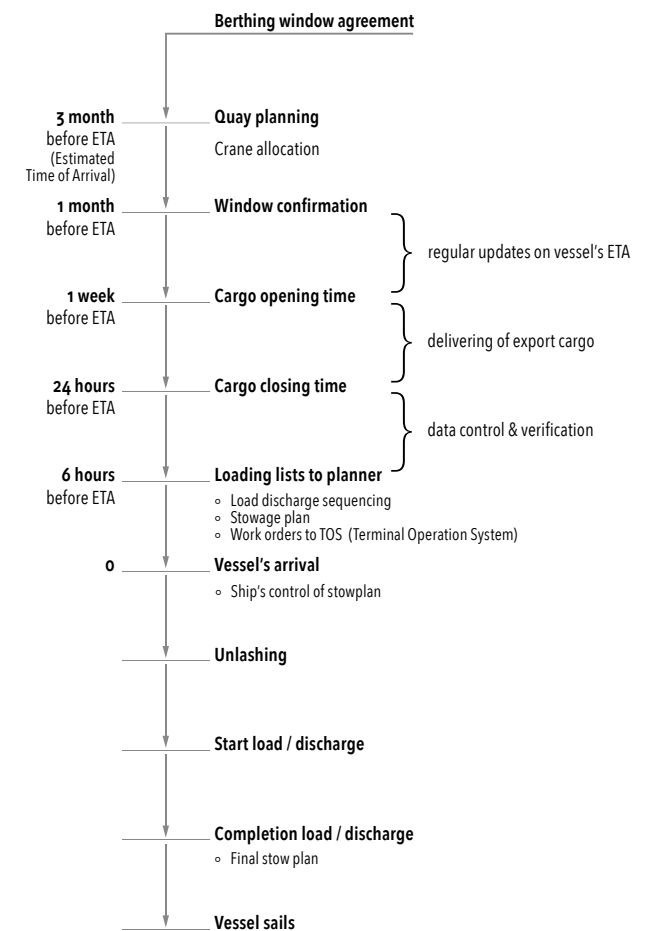 Berthing window agreement
3 month
before ETA
(Estimated
Time of Arrival)
Quay planning
Crane allocation
1 month
before ETA
Window confirmation
regular updates on vessel's ETA
1 week
before ETA
Cargo opening time
delivering of export cargo
24 hours
before ETA
Cargo closing time
data control & verification
6 hours
before ETA
Loading lists to planner
Load discharge sequencing
Stowage plan
Work orders to TOS (Terminal Operation System)
0
Vessel's arrival
Ship's control of stowplan
Unlashing
Start load / discharge
Completion load / discharge
Final stow plan
Vessel sails